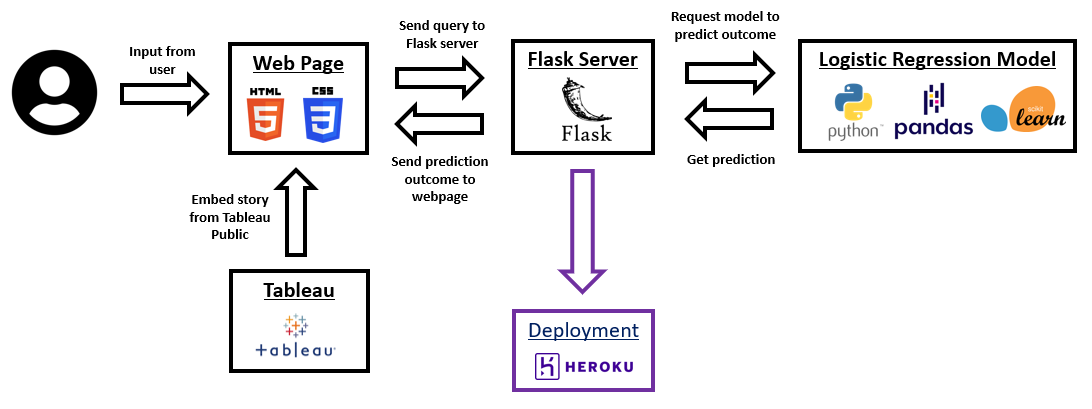 Input from
user
Web Page
HTML
CSS
Send query to
Flask server
Send prediction
outcome to
webpage
Flask Server
Flask
Request model to
predict outcome
Get prediction
Logistic Regression Model
python™
pandas
scikit
learn
Embed story
from Tableau
Public
Tableau
+ableau
Deployment
HEROKU